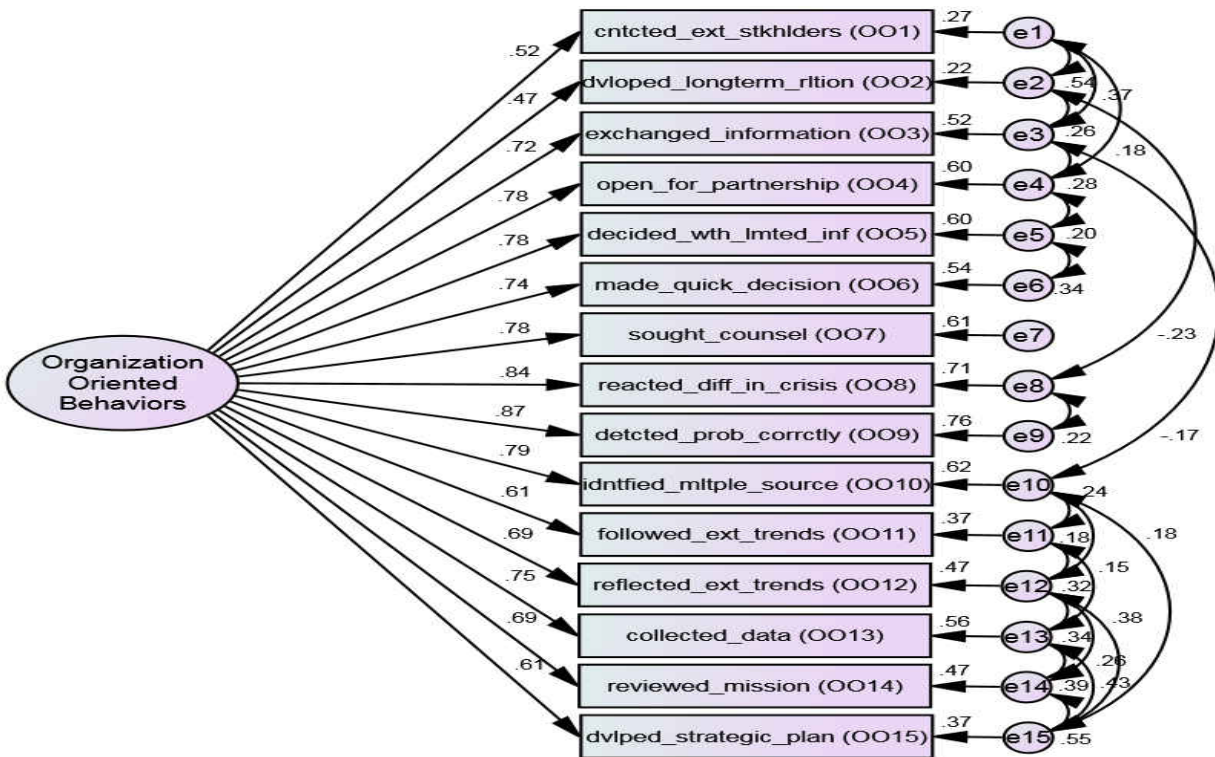 .27
cntcted_ext_stkhlders (OO1)
e1
.52
.22
dvloped_longterm_rltion (OO2)
e2
.54
.37
.47
.52
exchanged_information (OO3)
e3
.26
.18
.72
.60
open_for_partnership (OO4)
e4
.28
.78
.60
decided_wth_lmted_inf (OO5)
e5
.20
.78
.54
made_quick_decision (OO6)
e6
.34
.74
.61
sought_counsel (OO7)
e7
-.23
.78
Organization
Oriented
Behaviors
.71
reacted_diff_in_crisis (OO8)
e8
.84
-.17
.76
detcted_prob_corrctly (OO9)
e9
.22
.87
.62
idntfied_mltple_source (OO10)
e10
.24
.79
.37
followed_ext_trends (OO11)
e11
.18
.18
.61
.47
reflected_ext_trends (OO12)
e12
.32
.15
.69
.56
collected_data (OO13)
e13
.34
.38
.75
.47
reviewed_mission (OO14)
e14
.39
.26
.43
.69
.37
dvlped_strategic_plan (OO15)
e15
.55
.61